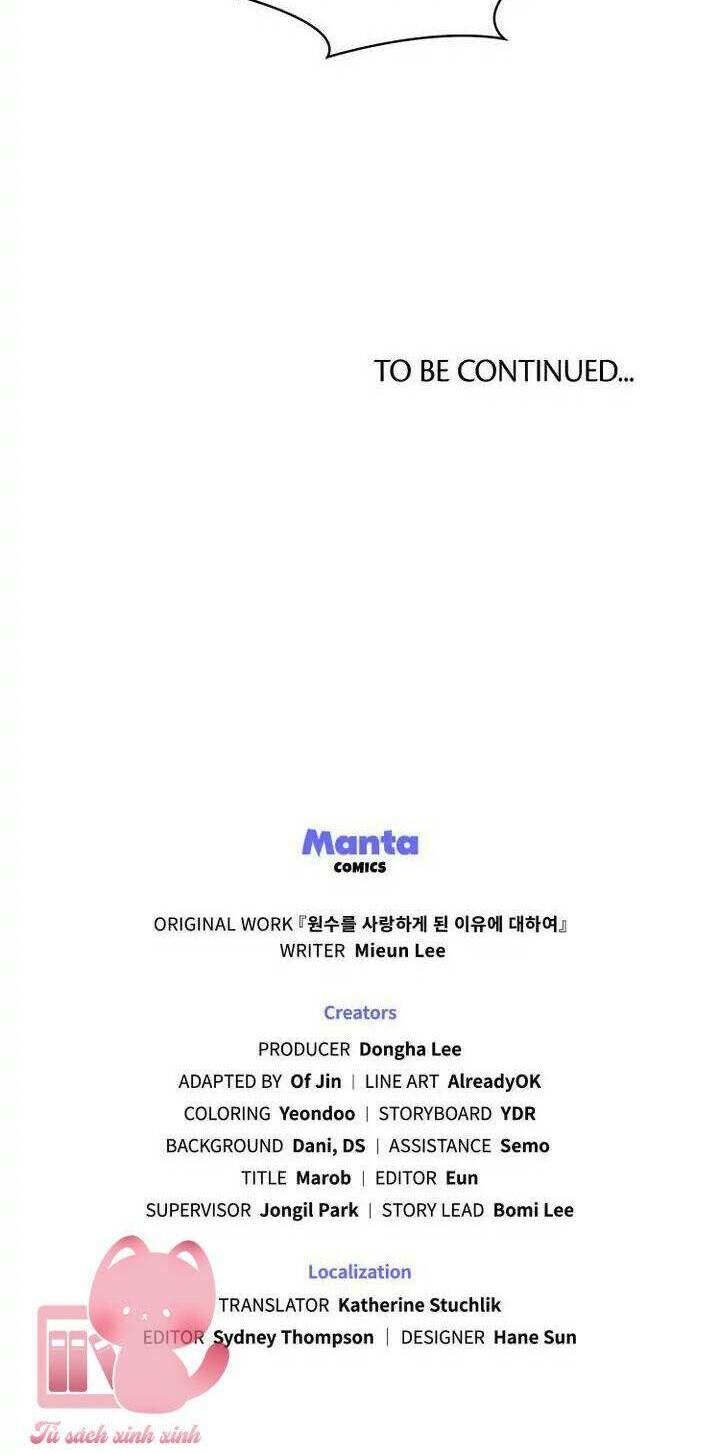 TO BE CONTINUED...
Manta
COMICS
ORIGINAL WORK『원수를 사랑하게 된 이유에 대하여』
WRITER Mieun Lee
Creators
PRODUCER Dongha Lee
ADAPTED BY Of Jin | LINE ART AlreadyOK
COLORING Yeondoo | STORYBOARD YDR
BACKGROUND Dani, DS | ASSISTANCE Semo
TITLE Marob | EDITOR Eun
SUPERVISOR Jongil Park | STORY LEAD Bomi Lee
Localization
TRANSLATOR Katherine Stuchlik
EDITOR Sydney Thompson | DESIGNER Hane Sun
Tủ sách xinh xinh